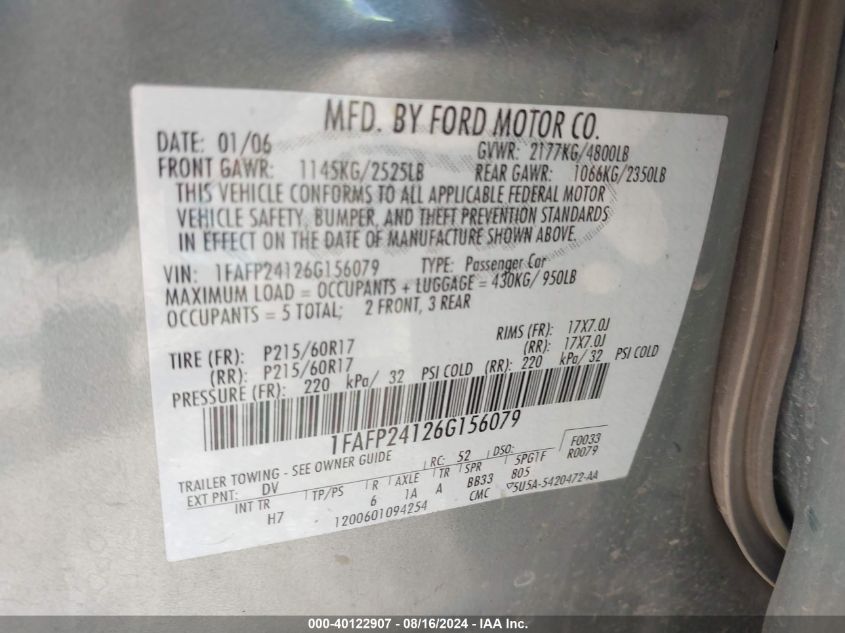 MFD. BY FORD MOTOR CO.
DATE: 01/06 GVWR: 2177KG/4800LB
FRONT GAWR: 1145KG/2525LB REAR GAWR: 1066KG/2350LB
THIS VEHICLE CONFORMS TO ALL APPLICABLE FEDERAL MOTOR
VEHICLE SAFETY, BUMPER, AND THEFT PREVENTION STANDARDS
IN EFFECT ON THE DATE OF MANUFACTURE SHOWN ABOVE.
VIN: 1FAFP24126G156079 TYPE: Passenger Car
MAXIMUM LOAD = OCCUPANTS + LUGGAGE = 430KG/ 950LB
OCCUPANTS = 5 TOTAL; 2 FRONT, 3 REAR
TIRE (FR): P215/60R17 RIMS (FR): 17X7.0J
(RR): P215/60R17 (RR): 17X7.0J
PRESSURE (FR): 220 kPa/ 32 PSI COLD (RR): 220 kPa/ 32 PSI COLD
1FAFP24126G156079
TRAILER TOWING - SEE OWNER GUIDE RC: 52 DSO: F0033
EXT PNT: DV R AXLE TR SPR 5PG1F R0079
INT TR TP/PS 6 1A A BB33 B05
H7 1200601094254 CMC ▽5U5A-5420472-AA
000-40122907 - 08/16/2024 - IAA Inc.